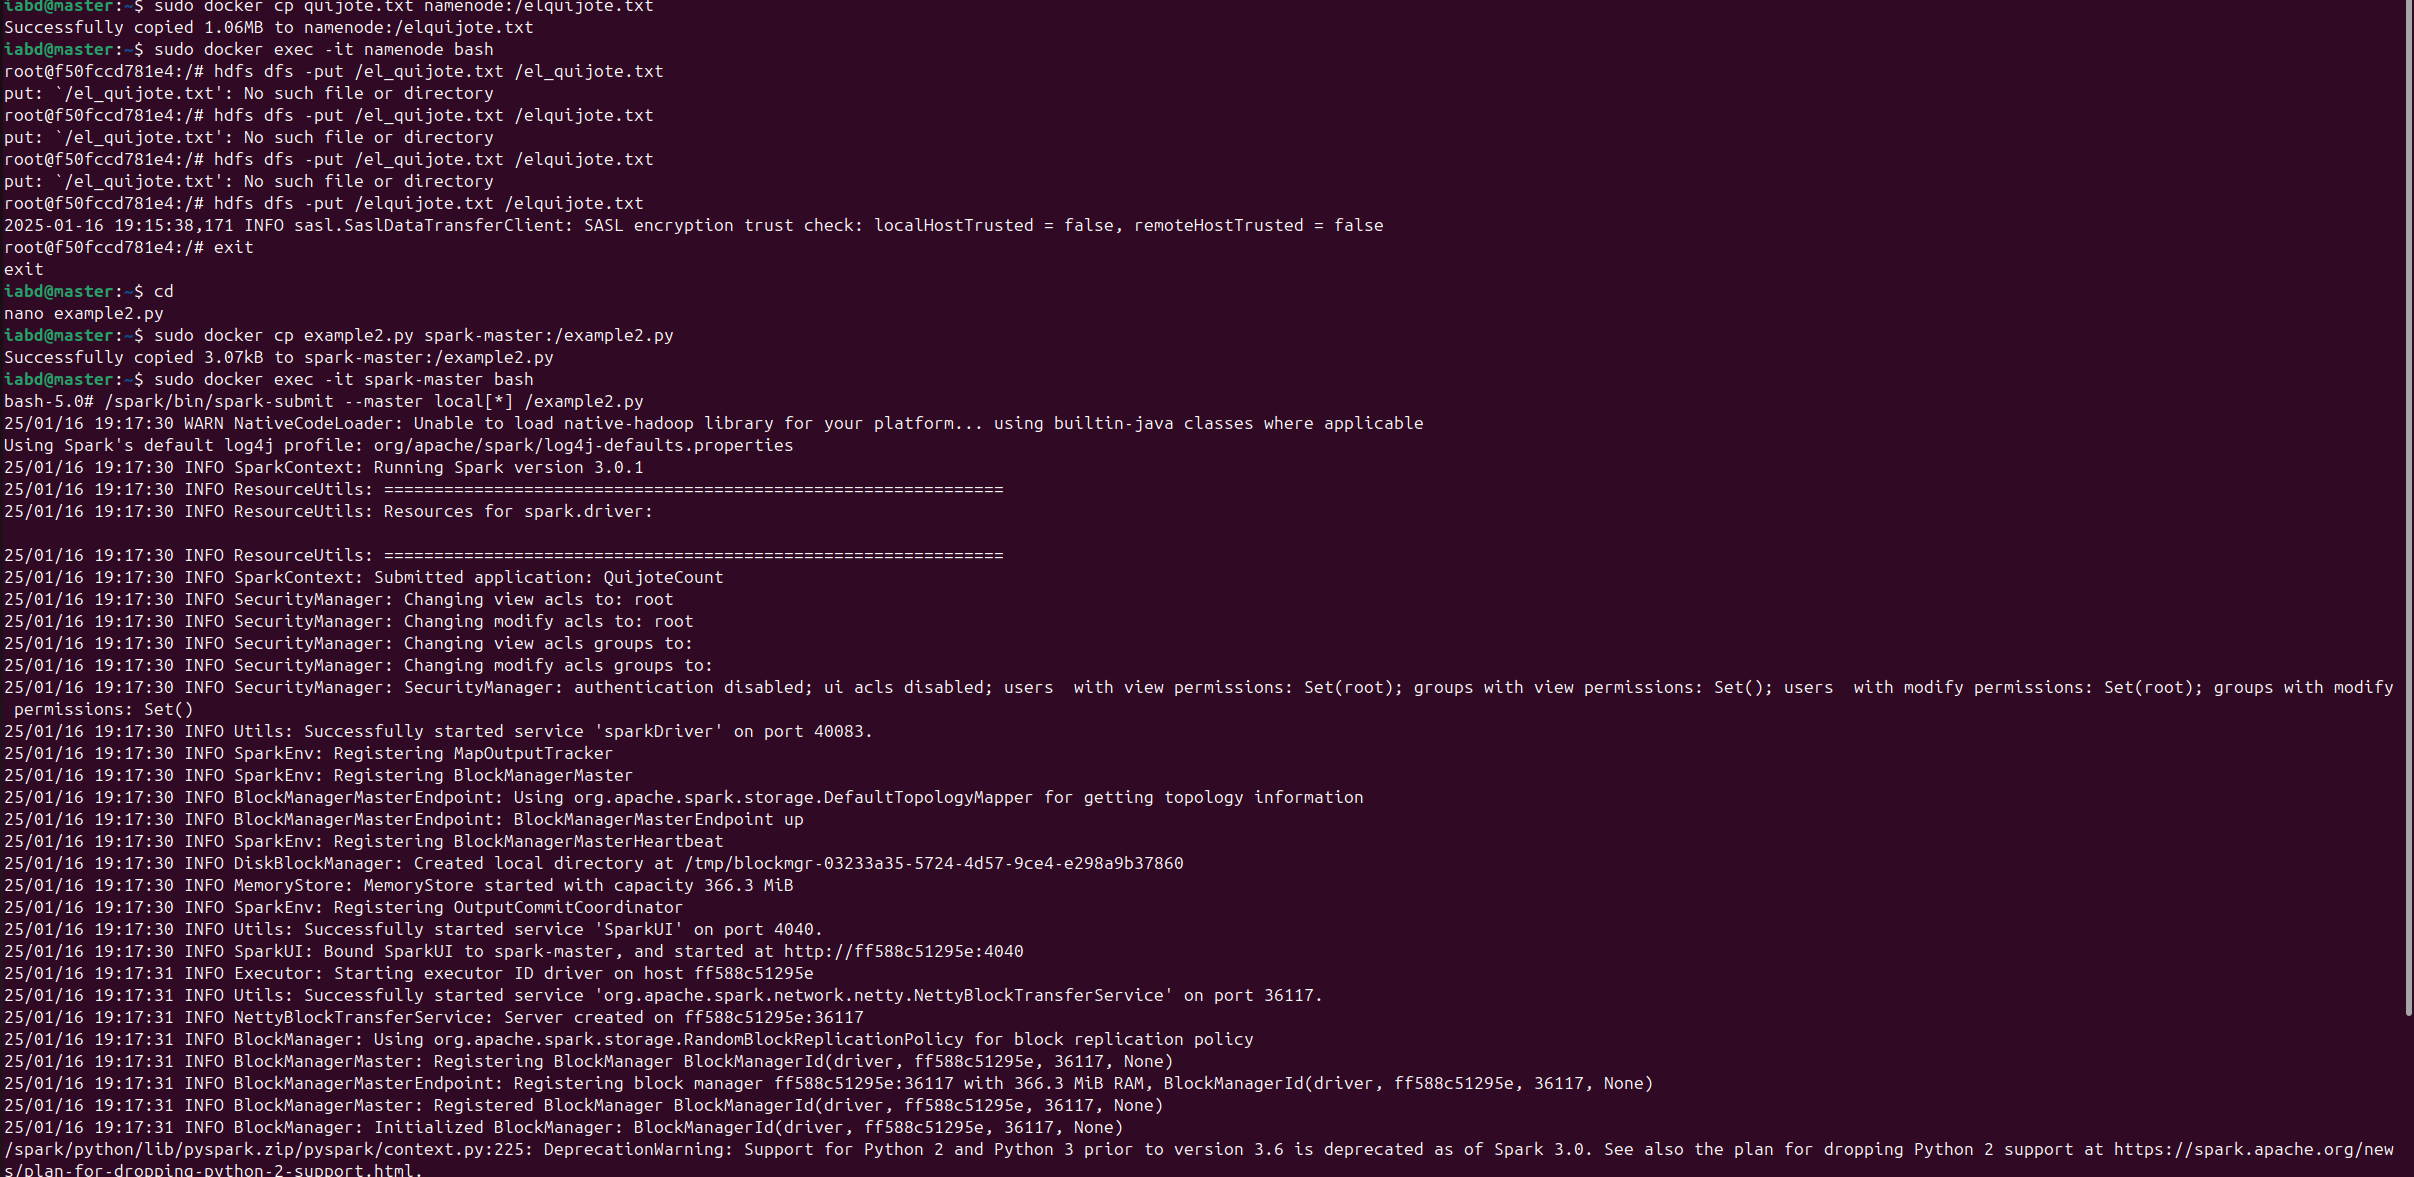 iabd@master:~$ sudo docker cp quijote.txt namenode:/elquijote.txt
Successfully copied 1.06MB to namenode:/elquijote.txt
iabd@master:~$ sudo docker exec -it namenode bash
root@f50fccd781e4:/# hdfs dfs -put /el_quijote.txt /el_quijote.txt
put: `/el_quijote.txt': No such file or directory
root@f50fccd781e4:/# hdfs dfs -put /el_quijote.txt /elquijote.txt
put: `/el_quijote.txt': No such file or directory
root@f50fccd781e4:/# hdfs dfs -put /el_quijote.txt /elquijote.txt
put: `/el_quijote.txt': No such file or directory
root@f50fccd781e4:/# hdfs dfs -put /elquijote.txt /elquijote.txt
2025-01-16 19:15:38,171 INFO sasl.SaslDataTransferClient: SASL encryption trust check: localHostTrusted = false, remoteHostTrusted = false
root@f50fccd781e4:/# exit
exit
iabd@master:~$ cd
nano example2.py
iabd@master:~$ sudo docker cp example2.py spark-master:/example2.py
Successfully copied 3.07kB to spark-master:/example2.py
iabd@master:~$ sudo docker exec -it spark-master bash
bash-5.0# /spark/bin/spark-submit --master local[*] /example2.py
25/01/16 19:17:30 WARN NativeCodeLoader: Unable to load native-hadoop library for your platform... using builtin-java classes where applicable
Using Spark's default log4j profile: org/apache/spark/log4j-defaults.properties
25/01/16 19:17:30 INFO SparkContext: Running Spark version 3.0.1
25/01/16 19:17:30 INFO ResourceUtils: ==============================================================
25/01/16 19:17:30 INFO ResourceUtils: Resources for spark.driver:
25/01/16 19:17:30 INFO ResourceUtils: ==============================================================
25/01/16 19:17:30 INFO SparkContext: Submitted application: QuijoteCount
25/01/16 19:17:30 INFO SecurityManager: Changing view acls to: root
25/01/16 19:17:30 INFO SecurityManager: Changing modify acls to: root
25/01/16 19:17:30 INFO SecurityManager: Changing view acls groups to:
25/01/16 19:17:30 INFO SecurityManager: Changing modify acls groups to:
25/01/16 19:17:30 INFO SecurityManager: SecurityManager: authentication disabled; ui acls disabled; users  with view permissions: Set(root); groups with view permissions: Set(); users  with modify permissions: Set(root); groups with modify
 permissions: Set()
25/01/16 19:17:30 INFO Utils: Successfully started service 'sparkDriver' on port 40083.
25/01/16 19:17:30 INFO SparkEnv: Registering MapOutputTracker
25/01/16 19:17:30 INFO SparkEnv: Registering BlockManagerMaster
25/01/16 19:17:30 INFO BlockManagerMasterEndpoint: Using org.apache.spark.storage.DefaultTopologyMapper for getting topology information
25/01/16 19:17:30 INFO BlockManagerMasterEndpoint: BlockManagerMasterEndpoint up
25/01/16 19:17:30 INFO SparkEnv: Registering BlockManagerMasterHeartbeat
25/01/16 19:17:30 INFO DiskBlockManager: Created local directory at /tmp/blockmgr-03233a35-5724-4d57-9ce4-e298a9b37860
25/01/16 19:17:30 INFO MemoryStore: MemoryStore started with capacity 366.3 MiB
25/01/16 19:17:30 INFO SparkEnv: Registering OutputCommitCoordinator
25/01/16 19:17:30 INFO Utils: Successfully started service 'SparkUI' on port 4040.
25/01/16 19:17:30 INFO SparkUI: Bound SparkUI to spark-master, and started at http://ff588c51295e:4040
25/01/16 19:17:31 INFO Executor: Starting executor ID driver on host ff588c51295e
25/01/16 19:17:31 INFO Utils: Successfully started service 'org.apache.spark.network.netty.NettyBlockTransferService' on port 36117.
25/01/16 19:17:31 INFO NettyBlockTransferService: Server created on ff588c51295e:36117
25/01/16 19:17:31 INFO BlockManager: Using org.apache.spark.storage.RandomBlockReplicationPolicy for block replication policy
25/01/16 19:17:31 INFO BlockManagerMaster: Registering BlockManager BlockManagerId(driver, ff588c51295e, 36117, None)
25/01/16 19:17:31 INFO BlockManagerMasterEndpoint: Registering block manager ff588c51295e:36117 with 366.3 MiB RAM, BlockManagerId(driver, ff588c51295e, 36117, None)
25/01/16 19:17:31 INFO BlockManagerMaster: Registered BlockManager BlockManagerId(driver, ff588c51295e, 36117, None)
25/01/16 19:17:31 INFO BlockManager: Initialized BlockManager: BlockManagerId(driver, ff588c51295e, 36117, None)
/spark/python/lib/pyspark.zip/pyspark/context.py:225: DeprecationWarning: Support for Python 2 and Python 3 prior to version 3.6 is deprecated as of Spark 3.0. See also the plan for dropping Python 2 support at https://spark.apache.org/new
s/plan-for-dropping-python-2-support.html.